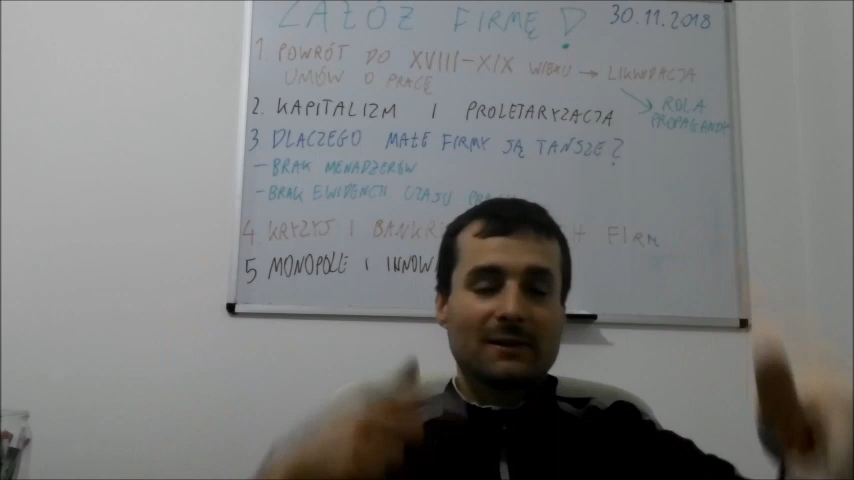 ZAŁÓŻ FIRMĘ! 30.11.2018
1 POWRÓT DO XVIII-XIX WIEKU → LIKWIDACJA
UMÓW O PRACĘ
→ ROLA
PROPAGANDY
2. KAPITALIZM I PROLETARYZACJA
3. DLACZEGO MAŁE FIRMY SĄ TAŃSZE?
- BRAK MENADŻERÓW
- BRAK EWIDENCJI CZASU
4 KRYZYS I FIRM
5 MONOPOLE I